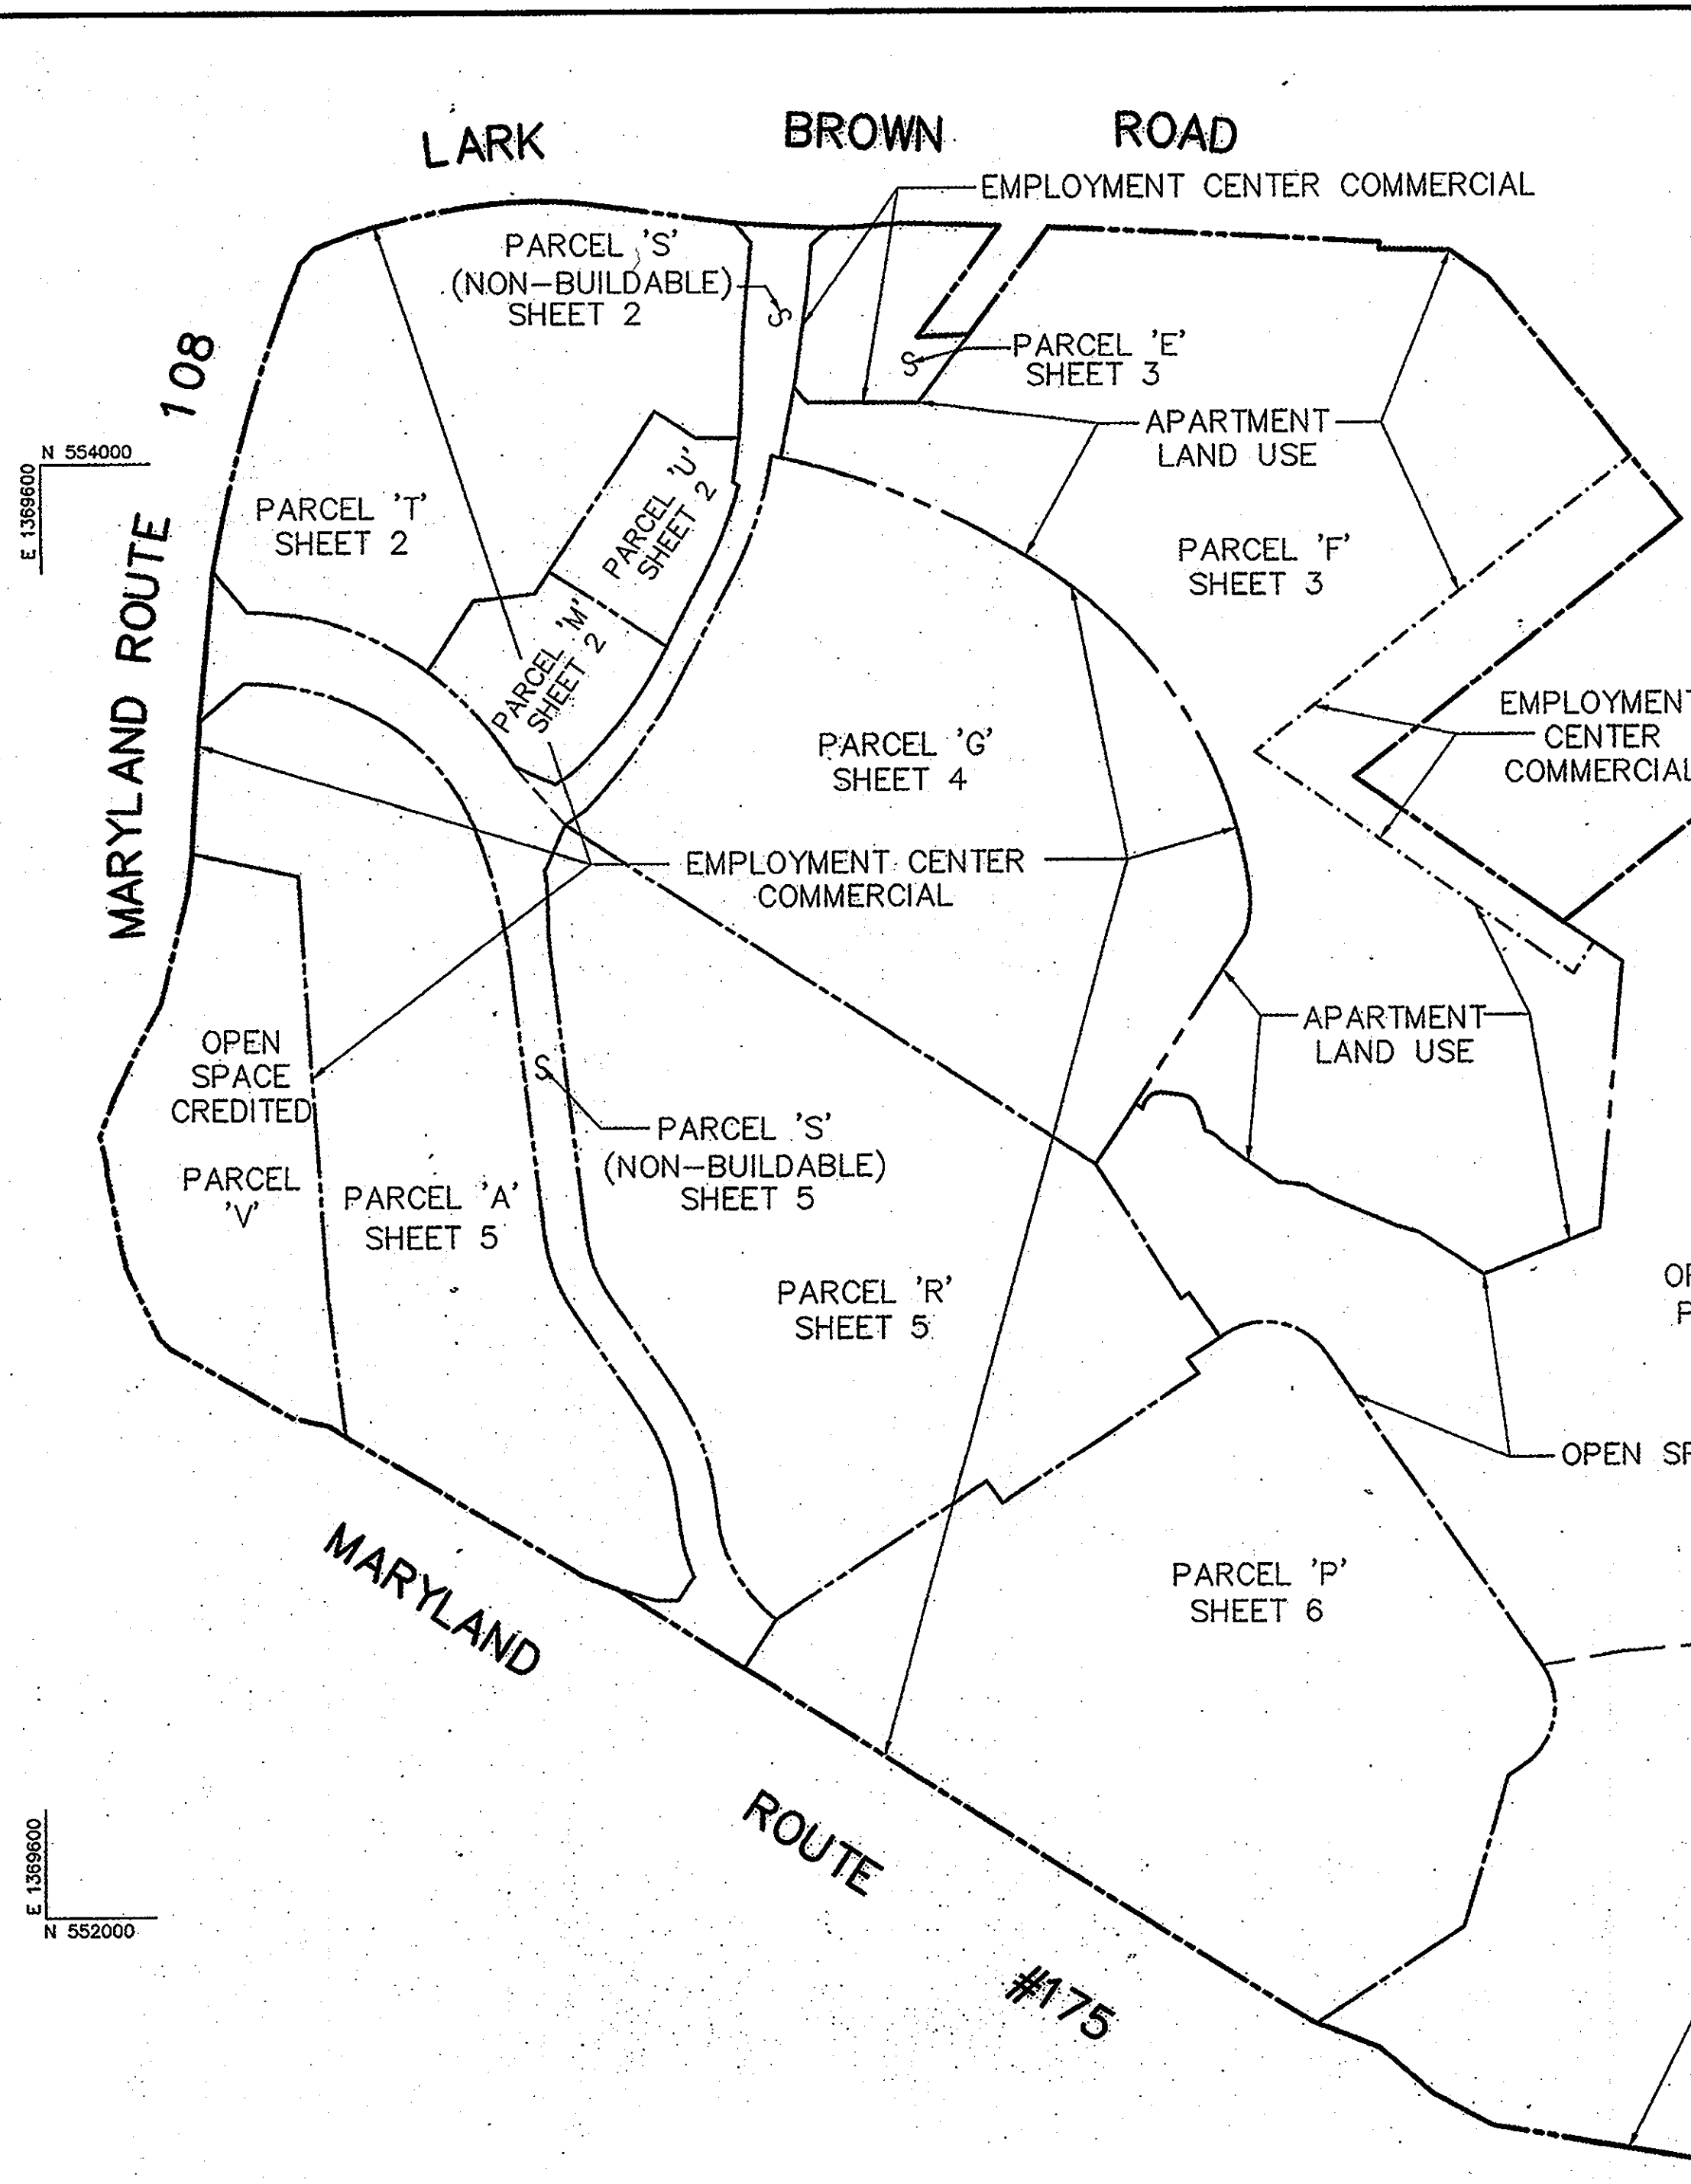 LARK BROWN ROAD
EMPLOYMENT CENTER COMMERCIAL
PARCEL 'S'
(NON-BUILDABLE)
SHEET 2
S
S
PARCEL 'E'
SHEET 3
108
MARYLAND ROUTE
APARTMENT
LAND USE
N 554000
E 1369600
PARCEL 'T'
SHEET 2
PARCEL 'U'
SHEET 2
PARCEL 'F'
SHEET 3
PARCEL 'M'
SHEET 2
PARCEL 'G'
SHEET 4
EMPLOYMENT
CENTER
COMMERCIAL
EMPLOYMENT CENTER
COMMERCIAL
OPEN
SPACE
CREDITED
APARTMENT
LAND USE
S
PARCEL 'S'
(NON-BUILDABLE)
SHEET 5
PARCEL
'V'
PARCEL 'A'
SHEET 5
PARCEL 'R'
SHEET 5
OPEN
MARYLAND
PARCEL 'P'
SHEET 6
ROUTE
E 1369600
N 552000
#175